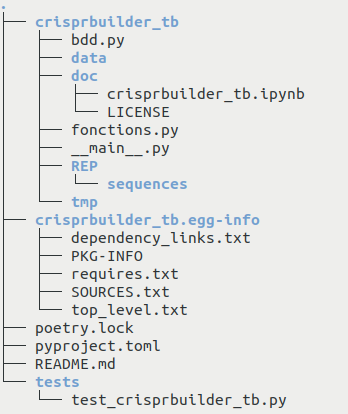 .
├── crisprbuilder_tb
│   ├── bdd.py
│   ├── data
│   ├── doc
│   │   ├── crisprbuilder_tb.ipynb
│   │   └── LICENSE
│   ├── fonctions.py
│   ├── __main__.py
│   ├── REP
│   │   └── sequences
│   └── tmp
├── crisprbuilder_tb.egg-info
│   ├── dependency_links.txt
│   ├── PKG-INFO
│   ├── requires.txt
│   ├── SOURCES.txt
│   └── top_level.txt
├── poetry.lock
├── pyproject.toml
├── README.md
└── tests
    └── test_crisprbuilder_tb.py